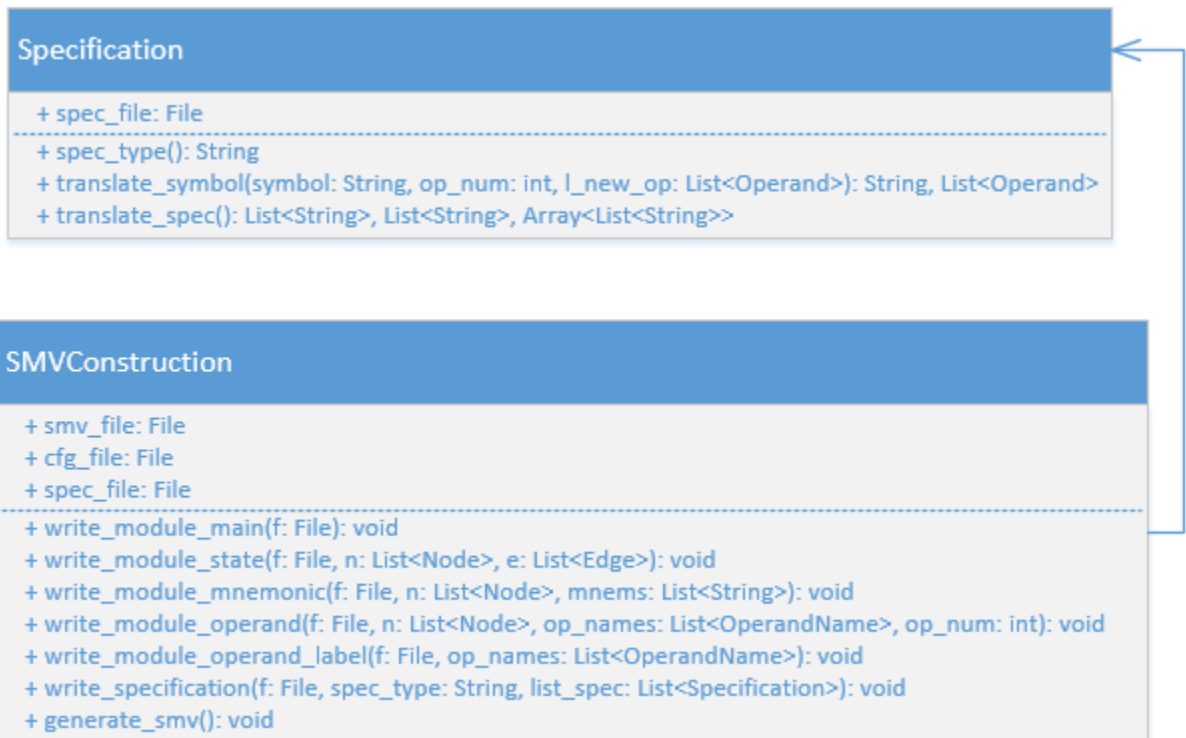 Specification
+ spec_file: File
+ spec_type(): String
+ translate_symbol(symbol: String, op_num: int, l_new_op: List<Operand>): String, List<Operand>
+ translate_spec(): List<String>, List<String>, Array<List<String>>
SMVConstruction
+ smv_file: File
+ cfg_file: File
+ spec_file: File
+ write_module_main(f: File): void
+ write_module_state(f: File, n: List<Node>, e: List<Edge>): void
+ write_module_mnemonic(f: File, n: List<Node>, mnems: List<String>): void
+ write_module_operand(f: File, n: List<Node>, op_names: List<OperandName>, op_num: int): void
+ write_module_operand_label(f: File, op_names: List<OperandName>): void
+ write_specification(f: File, spec_type: String, list_spec: List<Specification>): void
+ generate_smv(): void